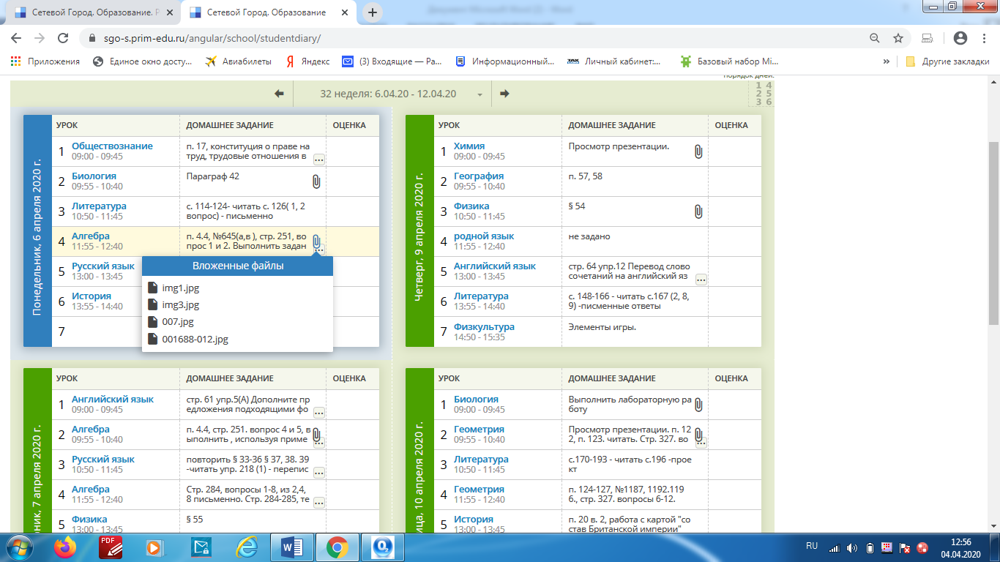 Сетевой Город. Образование. Р
Сетевой Город. Образование
sgo-s.prim-edu.ru/angular/school/studentdiary/
Приложения
Единое окно досту...
Авиабилеты
Яндекс
(3) Входящие — Ра...
Информационный...
Личный кабинет:...
Базовый набор Mi...
»
Другие закладки
порядок дней.
32 неделя: 6.04.20 - 12.04.20
1 4
2 5
3 6
Понедельник, 6 апреля 2020 г.
УРОК ДОМАШНЕЕ ЗАДАНИЕ ОЦЕНКА
1 Обществознание п. 17, конституция о праве на
09:00 - 09:45 труд, трудовые отношения в ...
2 Биология Параграф 42
09:55 - 10:40
3 Литература с. 114-124- читать с. 126( 1, 2
10:50 - 11:45 вопрос) - письменно
4 Алгебра п. 4.4, №645(а,в ), стр. 251, во
11:55 - 12:40 прос 1 и 2. Выполнить задан ...
5 Русский язык
13:00 - 13:45
6 История
13:55 - 14:40
7
Вложенные файлы
img1.jpg
img3.jpg
007.jpg
001688-012.jpg
Четверг, 9 апреля 2020 г.
УРОК ДОМАШНЕЕ ЗАДАНИЕ ОЦЕНКА
1 Химия Просмотр презентации.
09:00 - 09:45
2 География п. 57, 58
09:55 - 10:40
3 Физика § 54
10:50 - 11:45
4 родной язык не задано
11:55 - 12:40
5 Английский язык стр. 64 упр.12 Перевод слово
13:00 - 13:45 сочетаний на английский яз ...
6 Литература с. 148-166 - читать с.167 (2, 8,
13:55 - 14:40 9) -писменные ответы
7 Физкультура Элементы игры.
14:50 - 15:35
ник, 7 апреля 2020 г.
УРОК ДОМАШНЕЕ ЗАДАНИЕ ОЦЕНКА
1 Английский язык стр. 61 упр.5(А) Дополните пр
09:00 - 09:45 едложения подходящими фо ...
2 Алгебра п. 4.4, стр. 251. вопрос 4 и 5, в
09:55 - 10:40 ыполнить , используя приме ...
3 Русский язык повторить § 33-36 § 37, 38. 39
10:50 - 11:45 -читать упр. 218 (1) - перепис ...
4 Алгебра Стр. 284, вопросы 1-8, из 2,4,
11:55 - 12:40 8 письменно. Стр. 284-285, те ...
5 Физика § 55
13:00 - 13:45
ица, 10 апреля 2020 г.
УРОК ДОМАШНЕЕ ЗАДАНИЕ ОЦЕНКА
1 Биология Выполнить лабораторную ра
09:00 - 09:45 боту
2 Геометрия Просмотр презентации. п. 12
09:55 - 10:40 2, п. 123. читать. Стр. 327. во ...
3 Литература с.170-193 - читать с.196 -прое
10:50 - 11:45 кт
4 Геометрия п. 124-127, №1187, 1192.119
11:55 - 12:40 6., стр. 327. вопросы 6-12.
5 История п. 20 в. 2, работа с картой "со
13:00 - 13:45 став Британской империи"
PDF
RU
12:56
04.04.2020